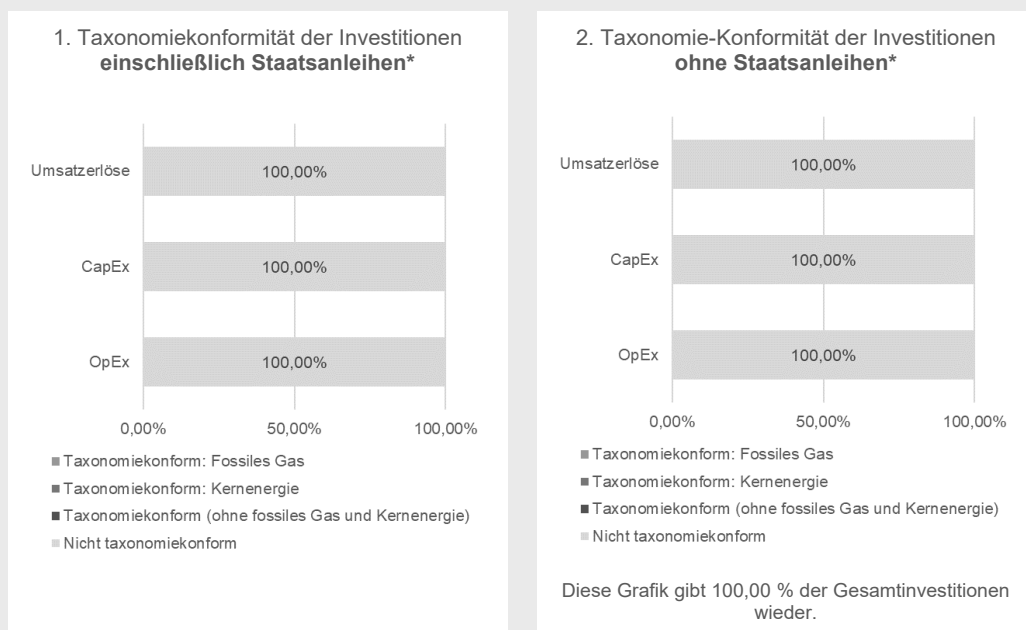 1. Taxonomiekonformität der Investitionen
einschließlich Staatsanleihen*
Umsatzerlöse
100,00%
CapEx
100,00%
OpEx
100,00%
0,00%
50,00%
100,00%
Taxonomiekonform: Fossiles Gas
Taxonomiekonform: Kernenergie
Taxonomiekonform (ohne fossiles Gas und Kernenergie)
Nicht taxonomiekonform
2. Taxonomie-Konformität der Investitionen
ohne Staatsanleihen*
Umsatzerlöse
100,00%
CapEx
100,00%
OpEx
100,00%
0,00%
50,00%
100,00%
Taxonomiekonform: Fossiles Gas
Taxonomiekonform: Kernenergie
Taxonomiekonform (ohne fossiles Gas und Kernenergie)
Nicht taxonomiekonform
Diese Grafik gibt 100,00 % der Gesamtinvestitionen
wieder.